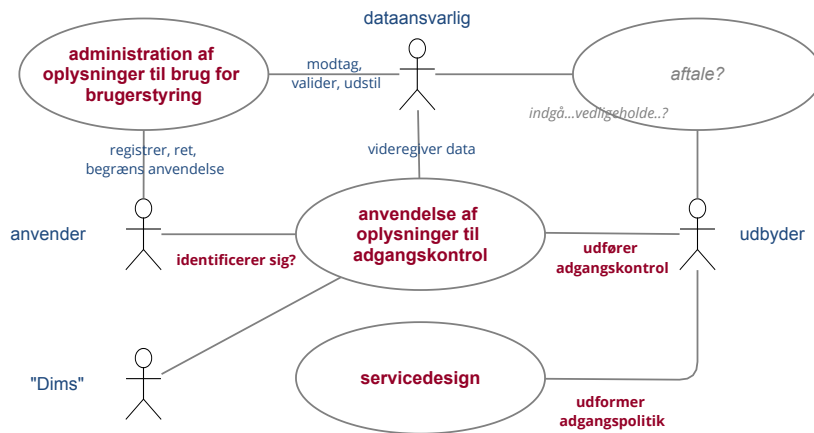 dataansvarlig
administration af
oplysninger til brug for
brugerstyring
modtag,
valider, udstil
aftale?
indgå...vedligeholde..?
registrer, ret,
begræns anvendelse
videregiver data
anvender
identificerer sig?
anvendelse af
oplysninger til
adgangskontrol
udfører
adgangskontrol
udbyder
"Dims"
servicedesign
udformer
adgangspolitik